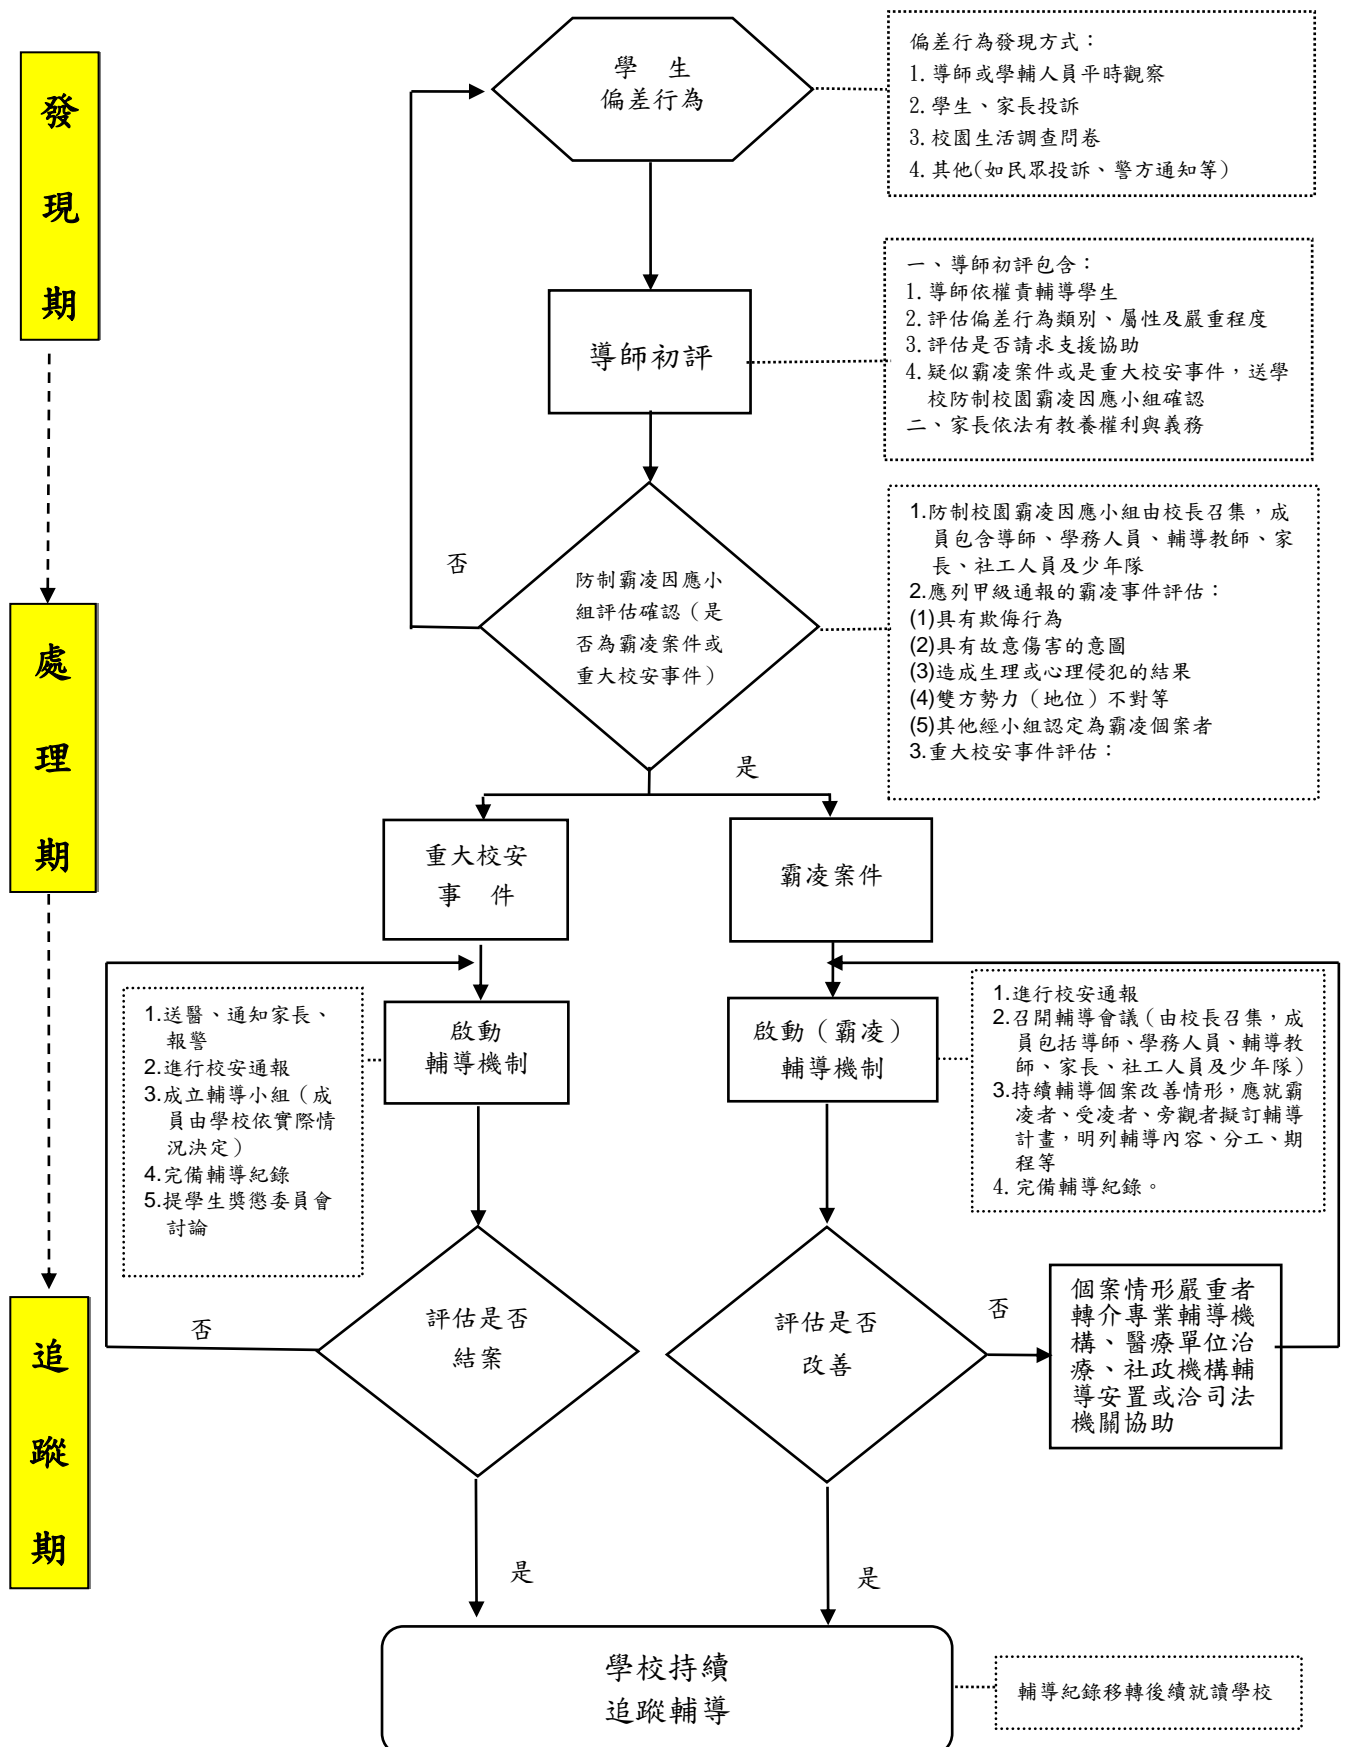 發現期
學　生
偏差行為
偏差行為發現方式：
1.導師或學輔人員平時觀察
2.學生、家長投訴
3.校園生活調查問卷
4.其他(如民眾投訴、警方通知等)
導師初評
一、導師初評包含：
1.導師依權責輔導學生
2.評估偏差行為類別、屬性及嚴重程度
3.評估是否請求支援協助
4.疑似霸凌案件或是重大校安事件，送學
校防制校園霸凌因應小組確認
二、家長依法有教養權利與義務
處理期
否
防制霸凌因應小
組評估確認（是
否為霸凌案件或
重大校安事件）
1.防制校園霸凌因應小組由校長召集，成
員包含導師、學務人員、輔導教師、家
長、社工人員及少年隊
2.應列甲級通報的霸凌事件評估：
(1)具有欺侮行為
(2)具有故意傷害的意圖
(3)造成生理或心理侵犯的結果
(4)雙方勢力（地位）不對等
(5)其他經小組認定為霸凌個案者
3.重大校安事件評估：
是
重大校安
事　件
霸凌案件
1.送醫、通知家長、
報警
2.進行校安通報
3.成立輔導小組（成
員由學校依實際情
況決定）
4.完備輔導紀錄
5.提學生獎懲委員會
討論
啟動
輔導機制
啟動（霸凌）
輔導機制
1.進行校安通報
2.召開輔導會議（由校長召集，成
員包括導師、學務人員、輔導教
師、家長、社工人員及少年隊）
3.持續輔導個案改善情形，應就霸
凌者、受凌者、旁觀者擬訂輔導
計畫，明列輔導內容、分工、期
程等
4.完備輔導紀錄。
追蹤期
否
評估是否
結案
評估是否
改善
否
個案情形嚴重者
轉介專業輔導機
構、醫療單位治
療、社政機構輔
導安置或洽司法
機關協助
是
是
學校持續
追蹤輔導
輔導紀錄移轉後續就讀學校